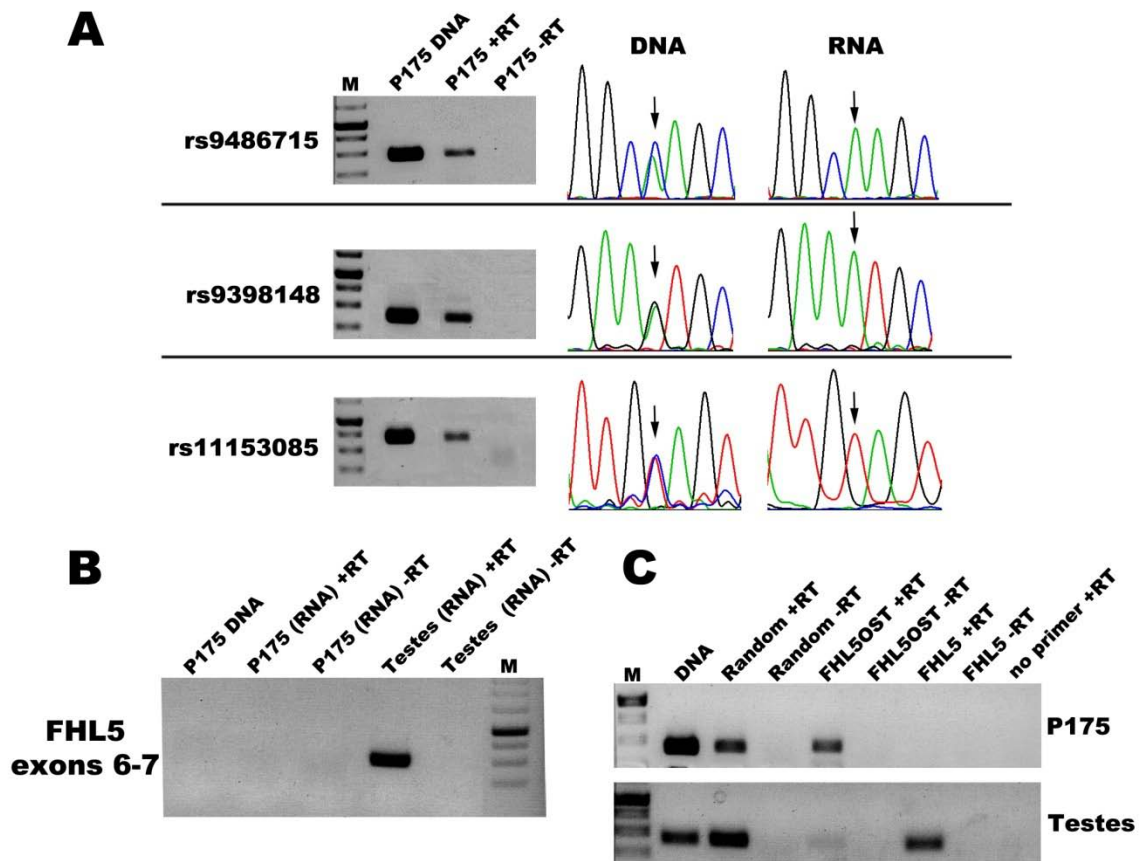 A
M
P175 DNA
P175 +RT
P175 -RT
DNA
RNA
rs9486715
rs9398148
rs11153085
B
P175 DNA
P175 (RNA) +RT
P175 (RNA) -RT
Testes (RNA) +RT
Testes (RNA) -RT
M
FHL5
exons 6-7
C
M
DNA
Random +RT
Random -RT
FHL5OST +RT
FHL5OST -RT
FHL5 +RT
FHL5 -RT
no primer +RT
P175
Testes